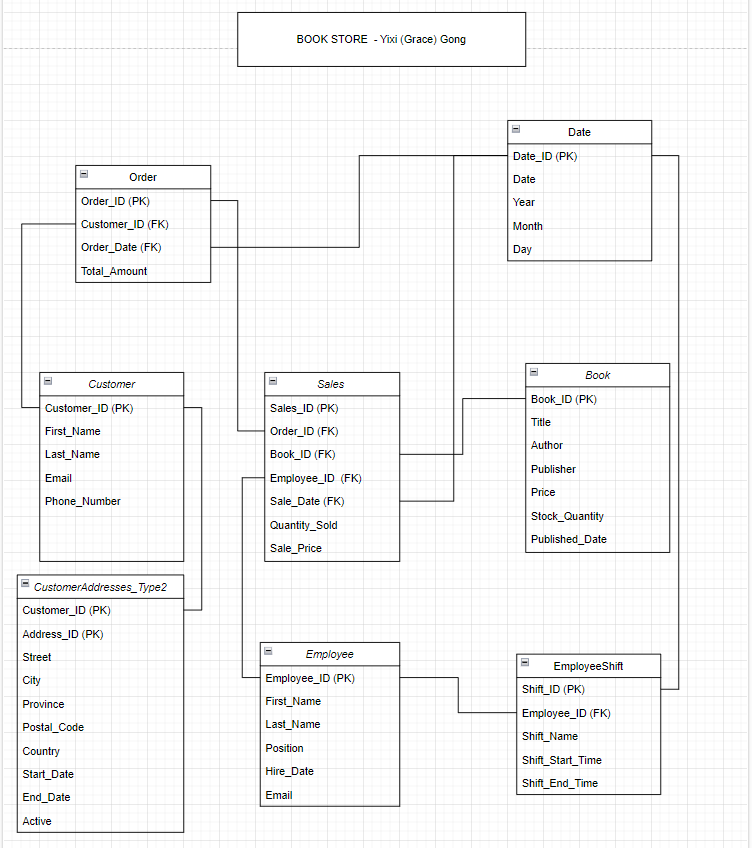 BOOK STORE - Yixi (Grace) Gong
Date
Date_ID (PK)
Date
Year
Month
Day
Order
Order_ID (PK)
Customer_ID (FK)
Order_Date (FK)
Total_Amount
Customer
Customer_ID (PK)
First_Name
Last_Name
Email
Phone_Number
Sales
Sales_ID (PK)
Order_ID (FK)
Book_ID (FK)
Employee_ID (FK)
Sale_Date (FK)
Quantity_Sold
Sale_Price
Book
Book_ID (PK)
Title
Author
Publisher
Price
Stock_Quantity
Published_Date
CustomerAddresses_Type2
Customer_ID (PK)
Address_ID (PK)
Street
City
Province
Postal_Code
Country
Start_Date
End_Date
Active
Employee
Employee_ID (PK)
First_Name
Last_Name
Position
Hire_Date
Email
EmployeeShift
Shift_ID (PK)
Employee_ID (FK)
Shift_Name
Shift_Start_Time
Shift_End_Time